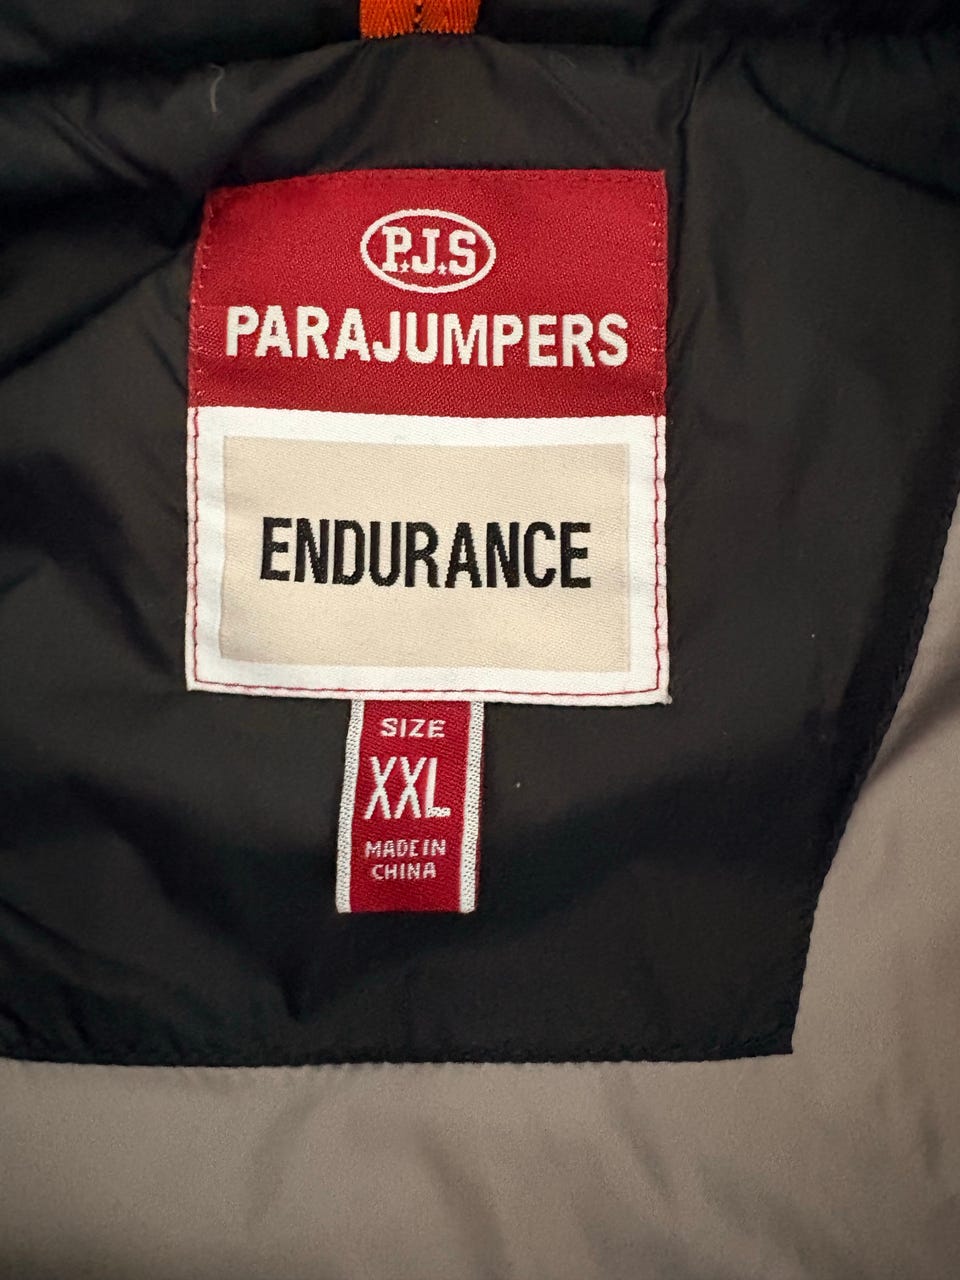 P.J.S
PARAJUMPERS
ENDURANCE
SIZE
XXL
MADE IN
CHINA